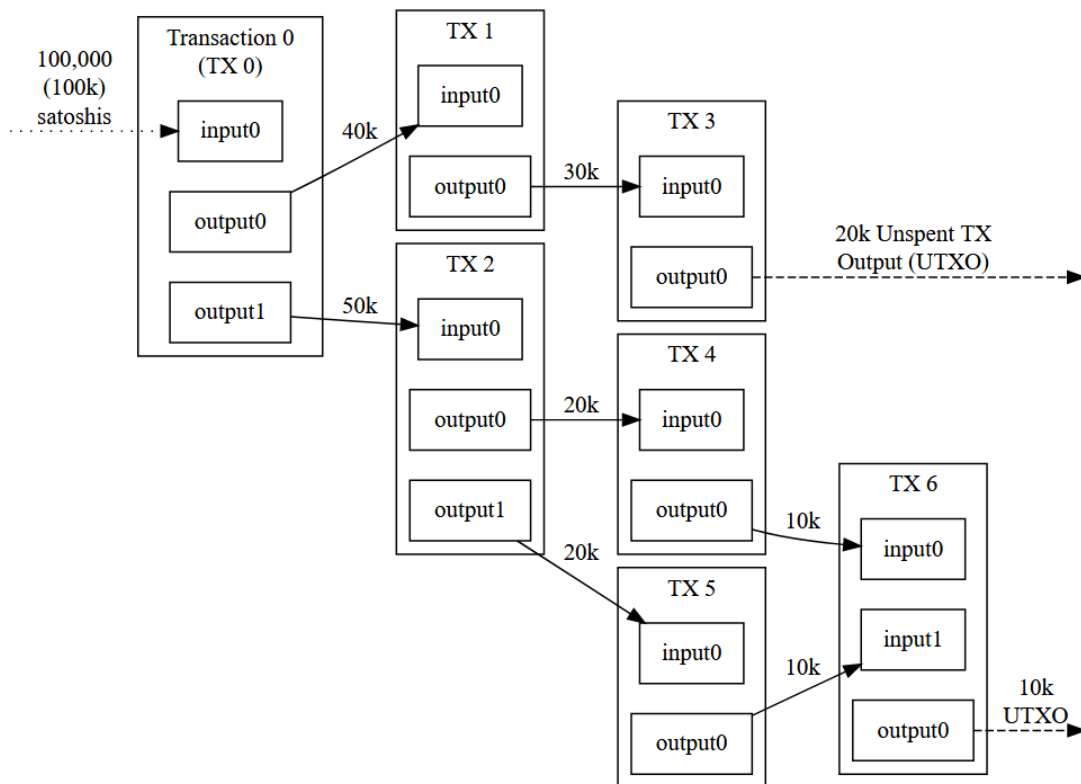 100,000
(100k)
satoshis
Transaction 0
(TX 0)
input0
output0
output1
40k
50k
TX 1
input0
output0
TX 2
input0
output0
output1
30k
20k
20k
TX 3
input0
output0
TX 4
input0
output0
TX 5
input0
output0
20k Unspent TX
Output (UTXO)
10k
10k
TX 6
input0
input1
output0
10k
UTXO